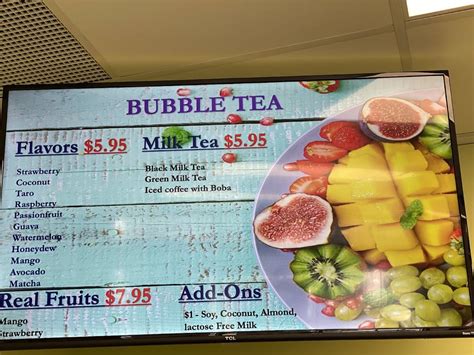 BUBBLE TEA
Flavors $5.95
Strawberry
Coconut
Taro
Raspberry
Passionfruit
Guava
Watermelon
Honeydew
Mango
Avocado
Matcha
Milk Tea $5.95
Black Milk Tea
Green Milk Tea
Iced coffee with Boba
Real Fruits $7.95
Mango
Strawberry
Add-Ons
$1 - Soy, Coconut, Almond,
lactose Free Milk
TCL